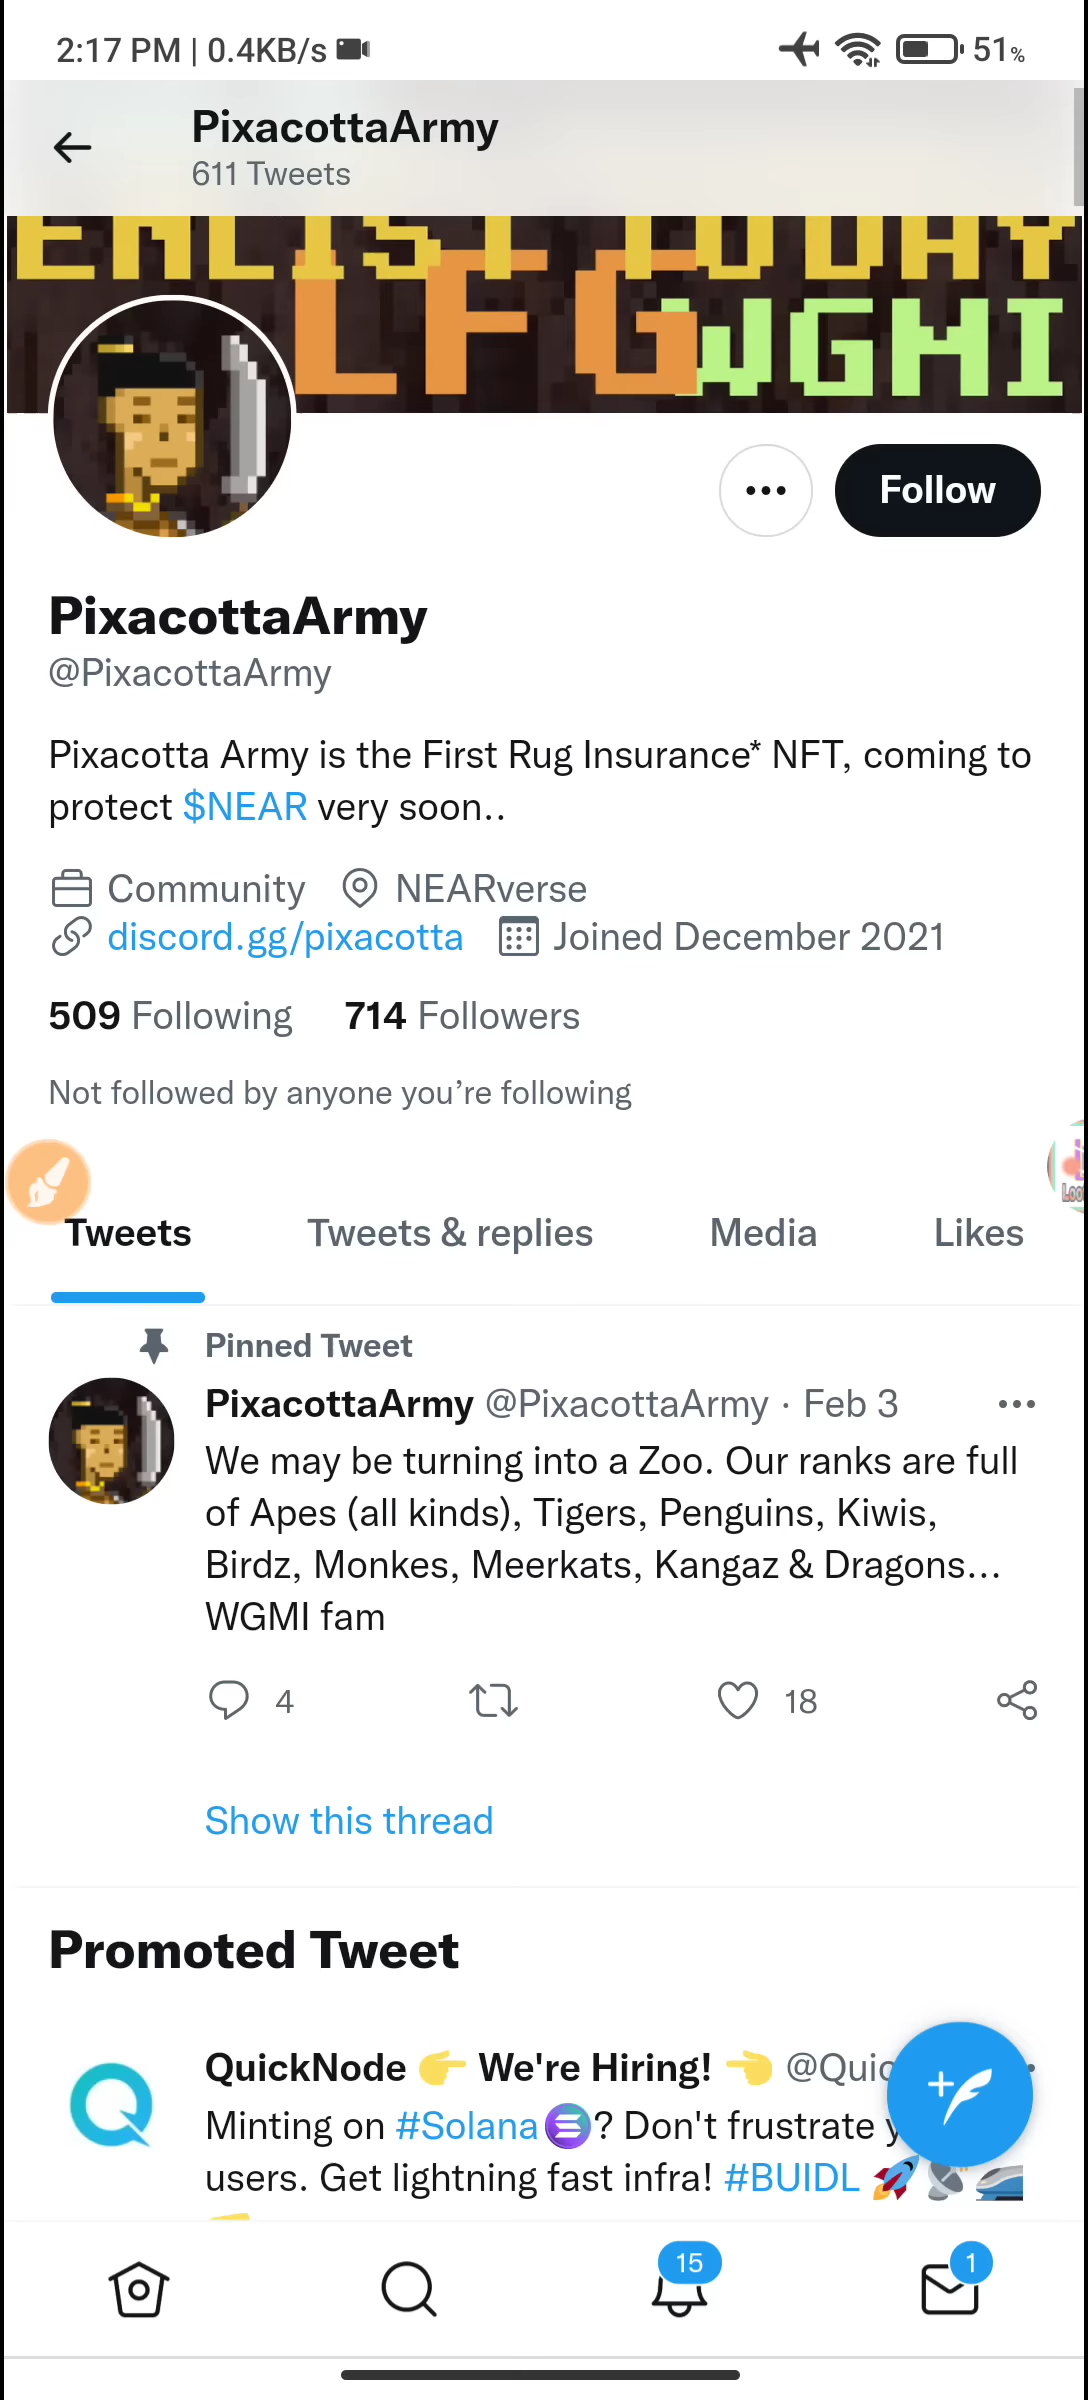 2:17 PM | 0.4KB/s
51%
PixacottaArmy
611 Tweets
ENLIST TODAY
LFG
WGMI
Follow
PixacottaArmy
@PixacottaArmy
Pixacotta Army is the First Rug Insurance* NFT, coming to
protect $NEAR very soon..
Community NEARverse
discord.gg/pixacotta Joined December 2021
509 Following 714 Followers
Not followed by anyone you’re following
Tweets Tweets & replies Media Likes
Pinned Tweet
PixacottaArmy @PixacottaArmy · Feb 3
We may be turning into a Zoo. Our ranks are full
of Apes (all kinds), Tigers, Penguins, Kiwis,
Birdz, Monkes, Meerkats, Kangaz & Dragons...
WGMI fam
4 18
Show this thread
Promoted Tweet
QuickNode 👉 We're Hiring! 👈 @Quic
Minting on #Solana? Don't frustrate y
users. Get lightning fast infra! #BUIDL 🚀📡🚄
15 1